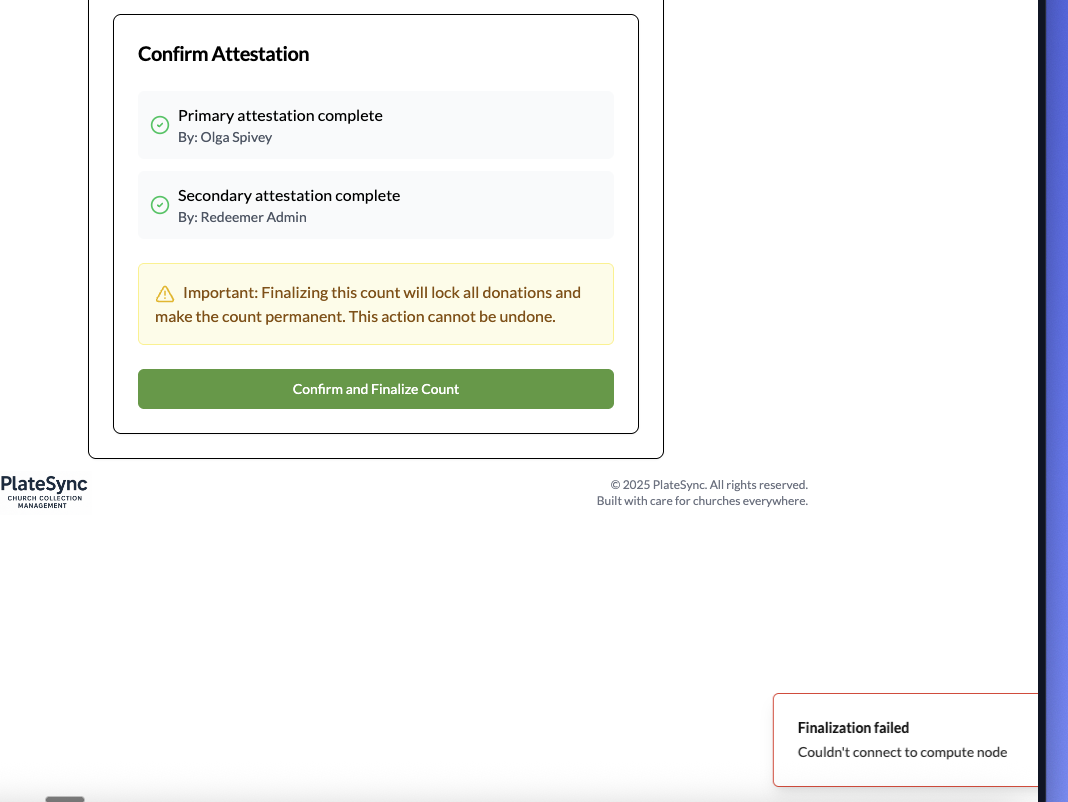 Confirm Attestation
Primary attestation complete
By: Olga Spivey
Secondary attestation complete
By: Redeemer Admin
Important: Finalizing this count will lock all donations and
make the count permanent. This action cannot be undone.
Confirm and Finalize Count
PlateSync
CHURCH COLLECTION
MANAGEMENT
© 2025 PlateSync. All rights reserved.
Built with care for churches everywhere.
Finalization failed
Couldn't connect to compute node